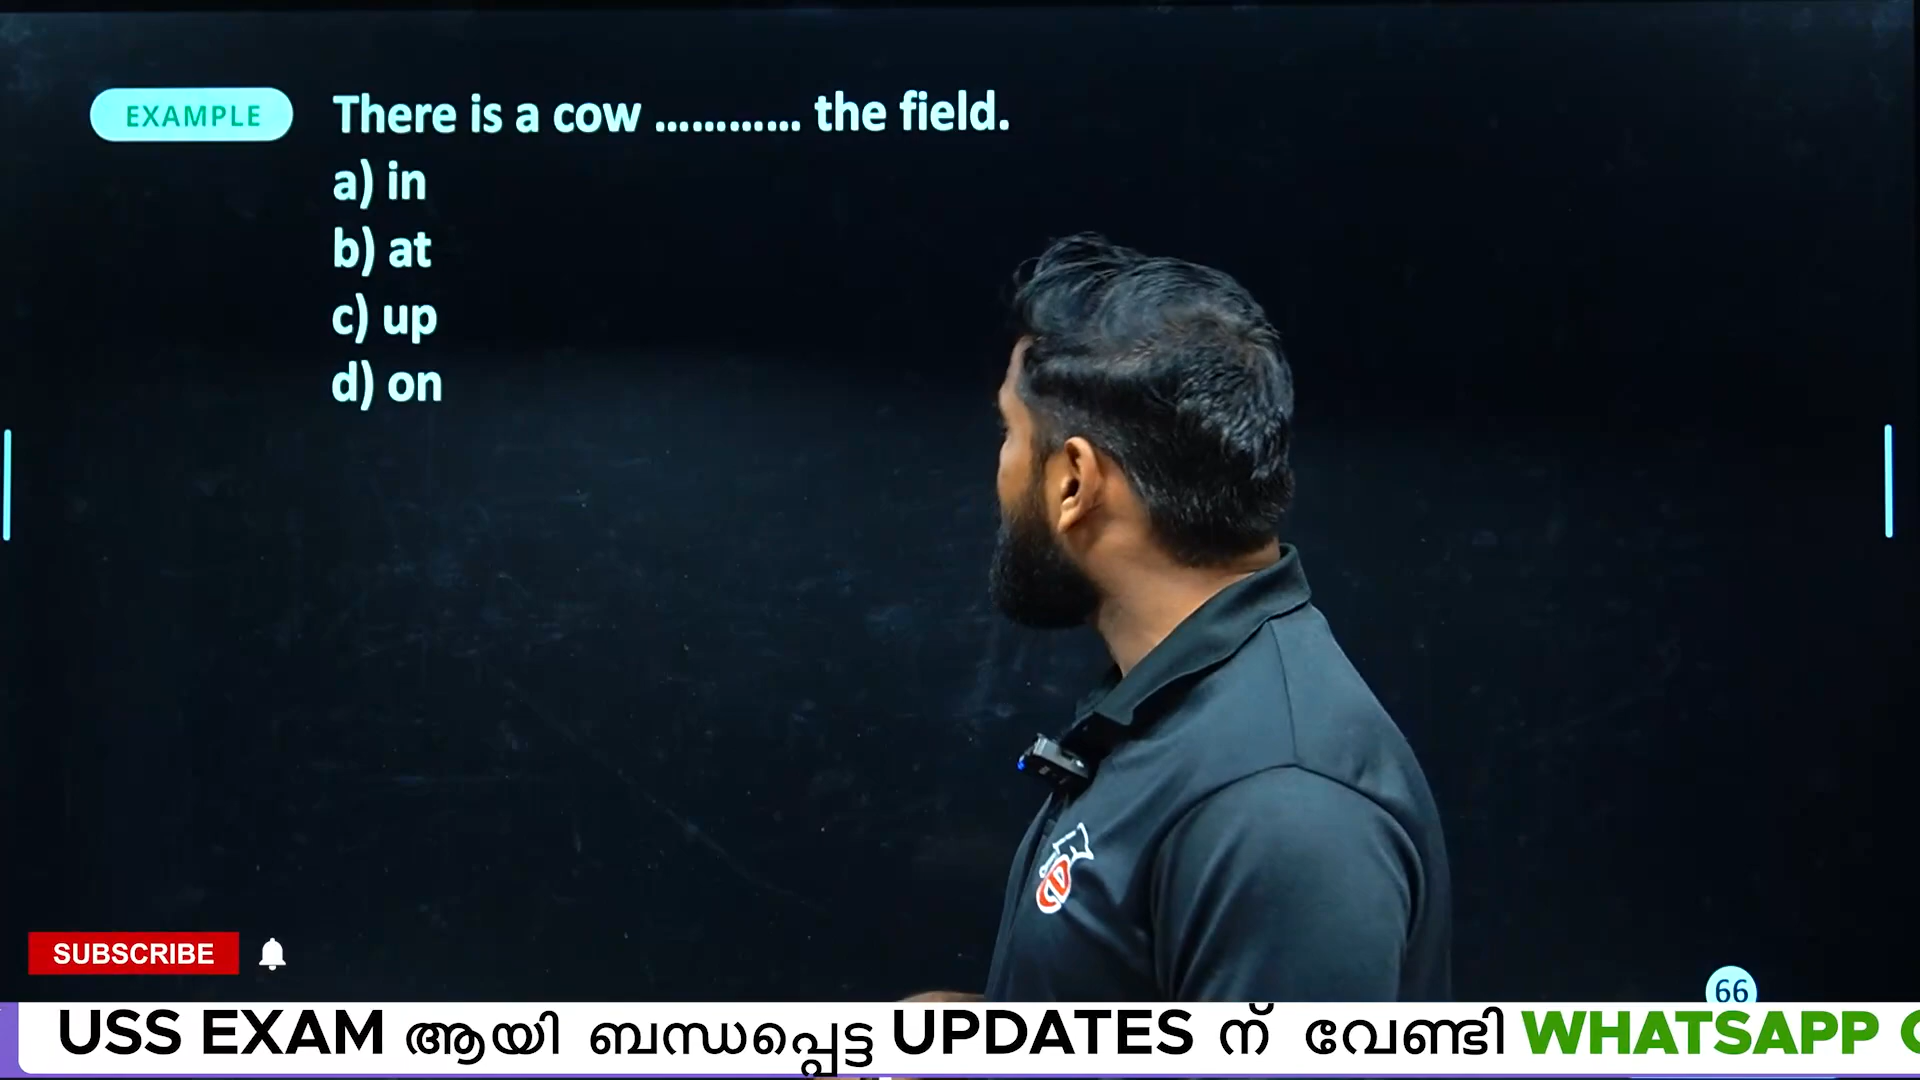 EXAMPLE There is a cow ............ the field.
a) in
b) at
c) up
d) on
SUBSCRIBE
66
USS EXAM ആയി ബന്ധപ്പെട്ട UPDATES ന് വേണ്ടി WHATSAPP